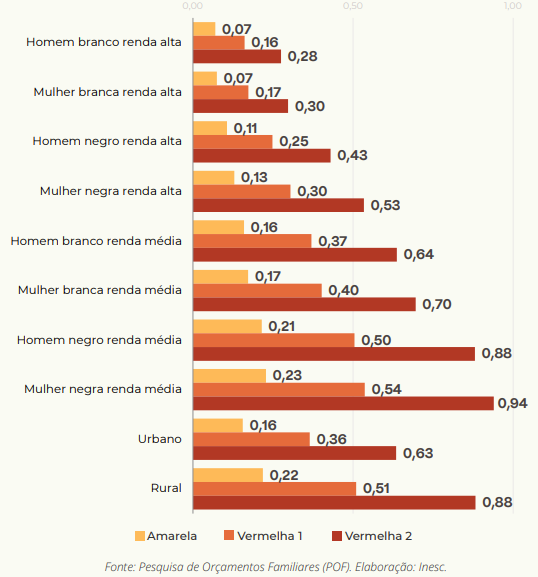 0,00 0,50 1,00
0,07
Homem branco renda alta 0,16
0,28
0,07
Mulher branca renda alta 0,17
0,30
0,11
Homem negro renda alta 0,25
0,43
0,13
Mulher negra renda alta 0,30
0,53
0,16
Homem branco renda média 0,37
0,64
0,17
Mulher branca renda média 0,40
0,70
0,21
Homem negro renda média 0,50
0,88
0,23
Mulher negra renda média 0,54
0,94
0,16
Urbano 0,36
0,63
0,22
Rural 0,51
0,88
Amarela Vermelha 1 Vermelha 2
Fonte: Pesquisa de Orçamentos Familiares (POF). Elaboração: Inesc.